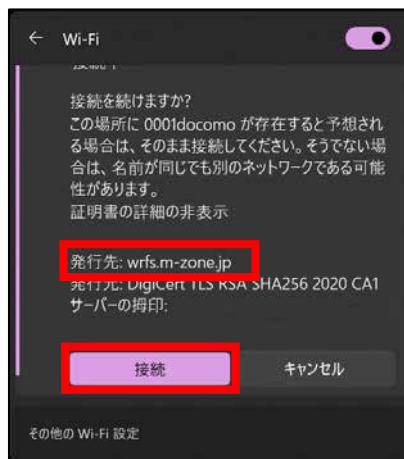 Wi-Fi
接続を続けますか?
この場所に 0001docomo が存在すると予想され
る場合は、そのまま接続してください。そうでない場
合は、名前が同じでも別のネットワークである可能
性があります。
証明書の詳細の非表示
発行先: wrfs.m-zone.jp
発行元: DigiCert TLS RSA SHA256 2020 CA1
サーバーの拇印:
接続
キャンセル
その他の Wi-Fi 設定